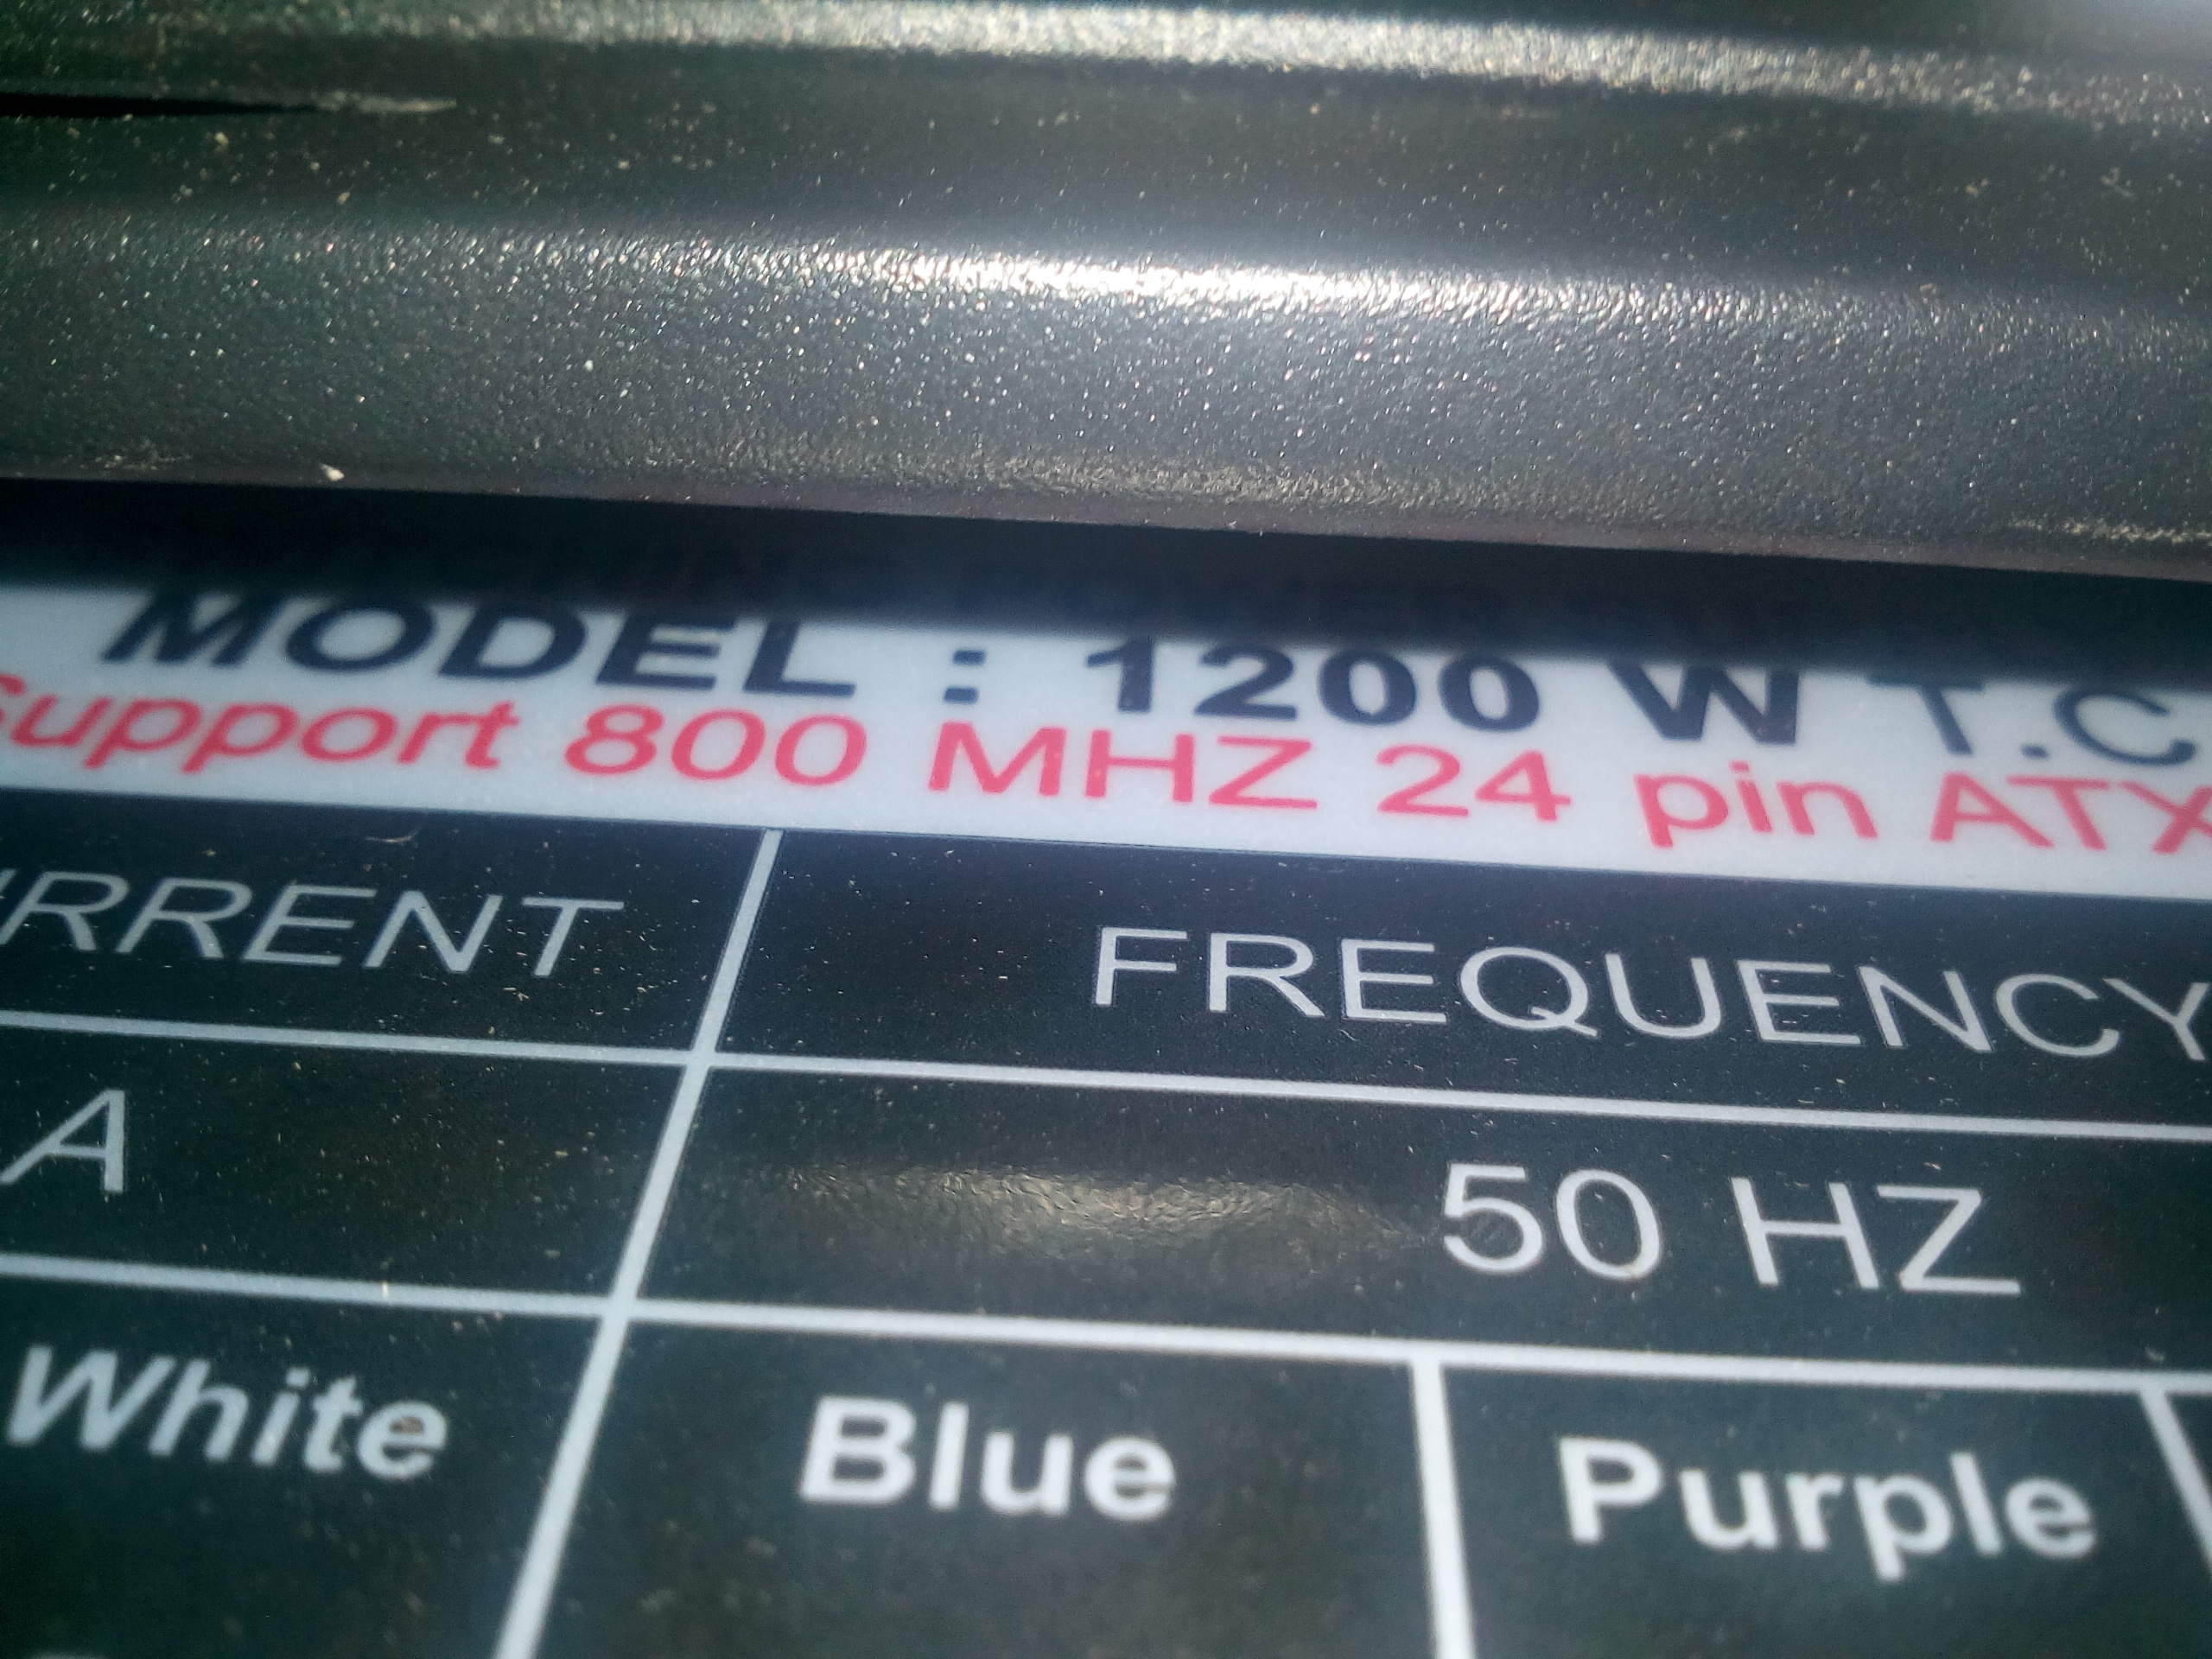 MODEL : 1200 W T.C
Support 800 MHZ 24 pin ATX
RRENT FREQUENCY
A 50 HZ
White Blue Purple